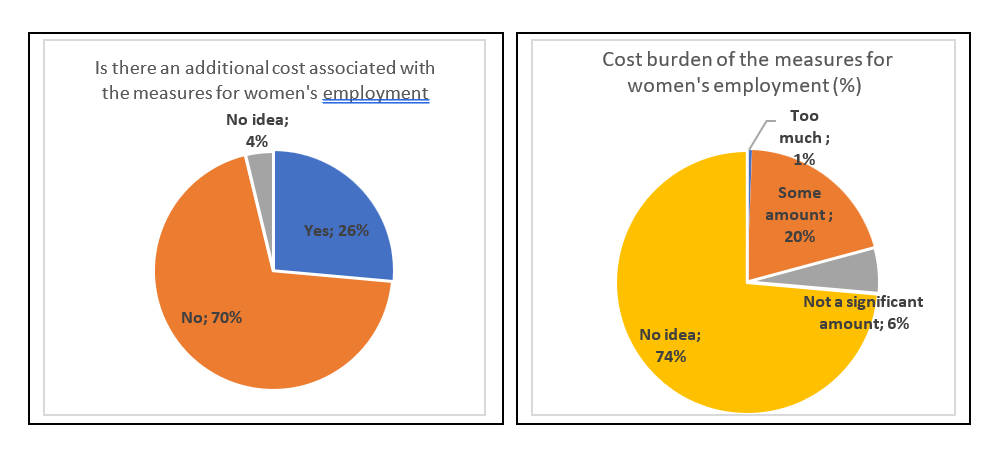 Is there an additional cost associated with
the measures for women's employment
No idea;
4%
Yes; 26%
No; 70%
Cost burden of the measures for
women's employment (%)
Too
much ;
1%
Some
amount ;
20%
Not a significant
amount; 6%
No idea;
74%